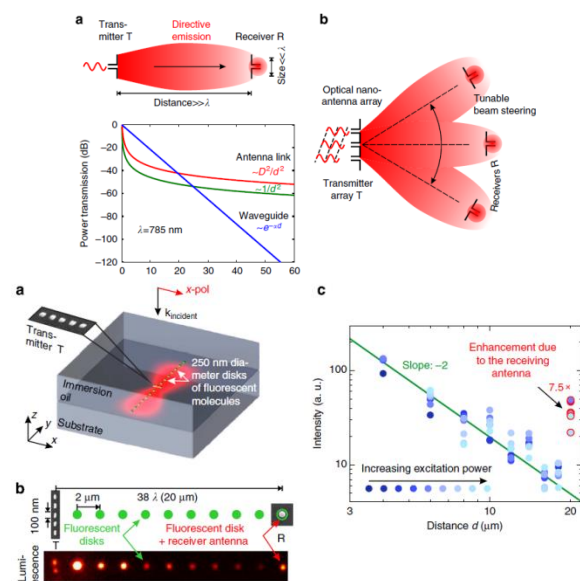 a
Trans-
mitter T
Directive
emission
Receiver R
Size<<λ
Distance>>λ
Power transmission (dB)
0
−20
−40
−60
−80
−100
−120
Antenna link
~D²/d²
~1/d²
Waveguide
~e⁻ᵅᵈ
λ=785 nm
0 10 20 30 40 50 60
b
Optical nano-
antenna array
Tunable
beam steering
Transmitter
array T
Receivers R
a
x-pol
k incident
Trans-
mitter T
250 nm dia-
meter disks
of fluorescent
molecules
Immersion
oil
Substrate
z
y
x
b
38 λ (20 μm)
2 μm
100 nm
T
Fluorescent
disks
Fluorescent disk
+ receiver antenna
R
Lumi-
escence
c
Intensity (a. u.)
100
10
Slope: −2
Enhancement due
to the receiving
antenna
7.5×
Increasing excitation power
3 10 20
Distance d (μm)